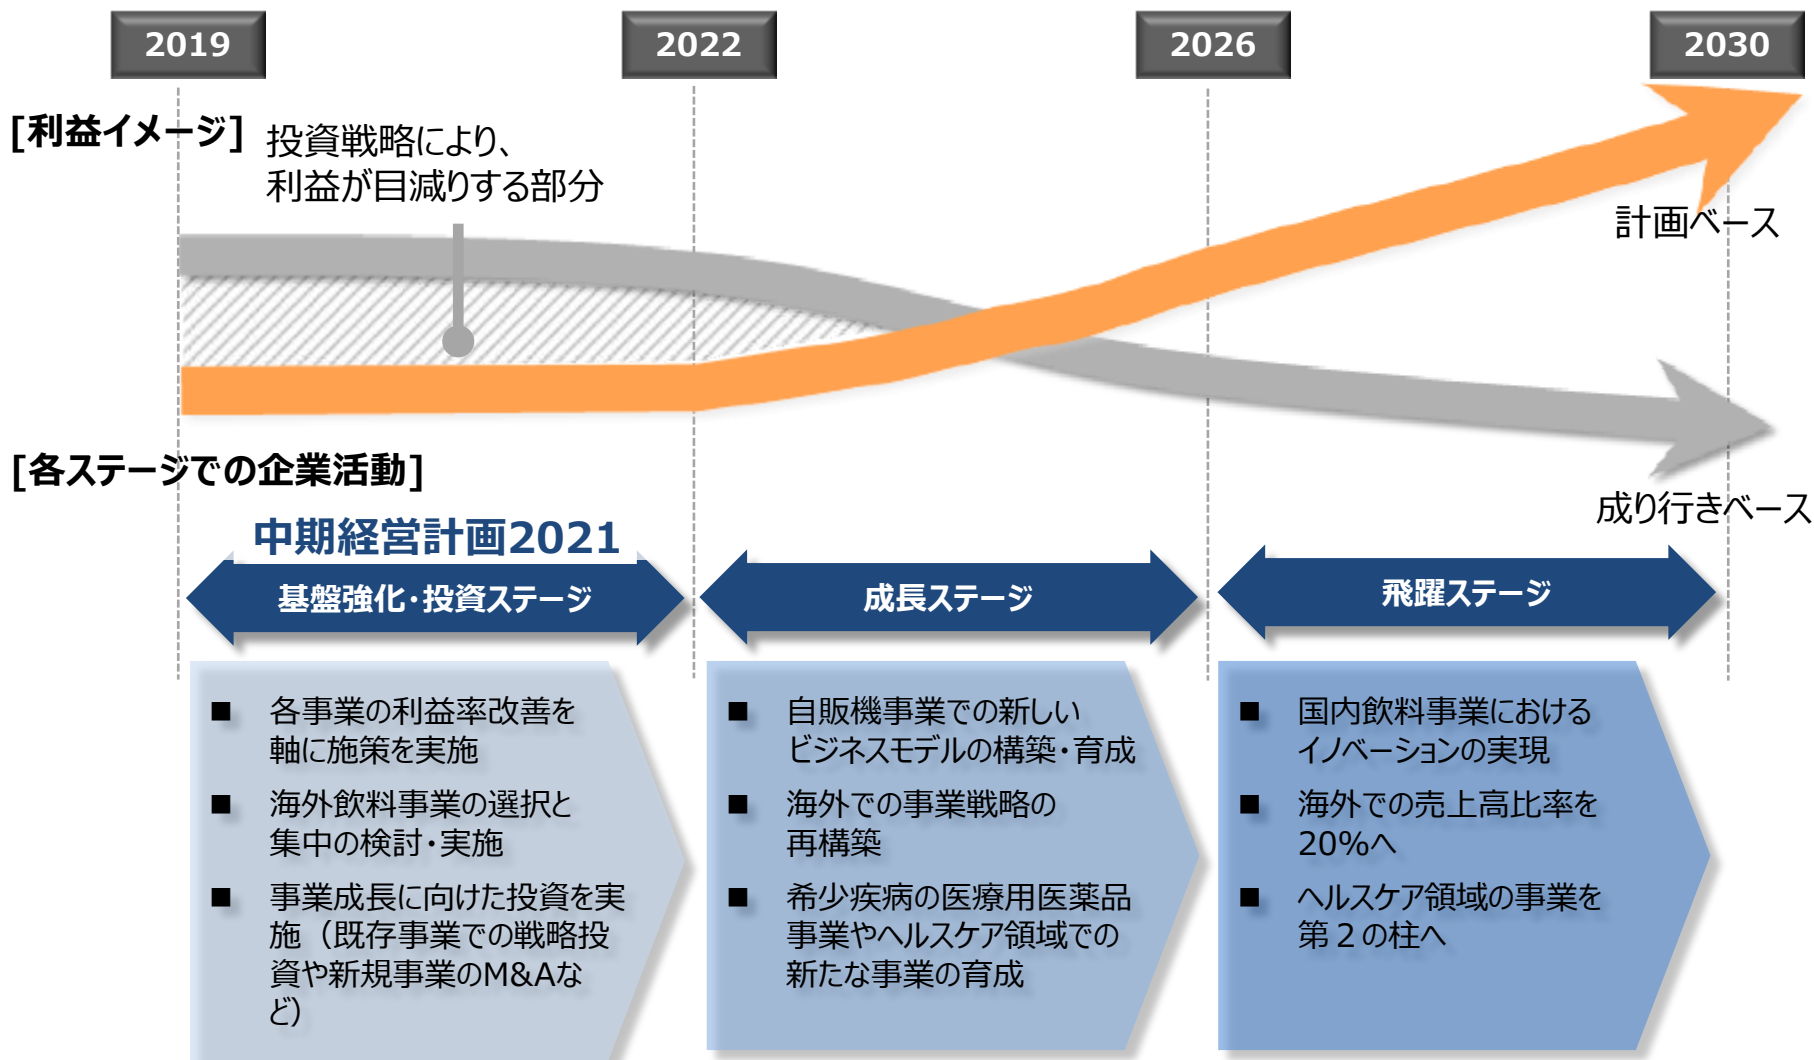 2019
2022
2026
2030
[利益イメージ]
投資戦略により、
利益が目減りする部分
計画ベース
成り行きベース
[各ステージでの企業活動]
中期経営計画2021
基盤強化・投資ステージ
成長ステージ
飛躍ステージ
■ 各事業の利益率改善を
軸に施策を実施
■ 海外飲料事業の選択と
集中の検討・実施
■ 事業成長に向けた投資を実
施（既存事業での戦略投
資や新規事業のM&Aな
ど）
■ 自販機事業での新しい
ビジネスモデルの構築・育成
■ 海外での事業戦略の
再構築
■ 希少疾病の医療用医薬品
事業やヘルスケア領域での
新たな事業の育成
■ 国内飲料事業における
イノベーションの実現
■ 海外での売上高比率を
20%へ
■ ヘルスケア領域の事業を
第２の柱へ